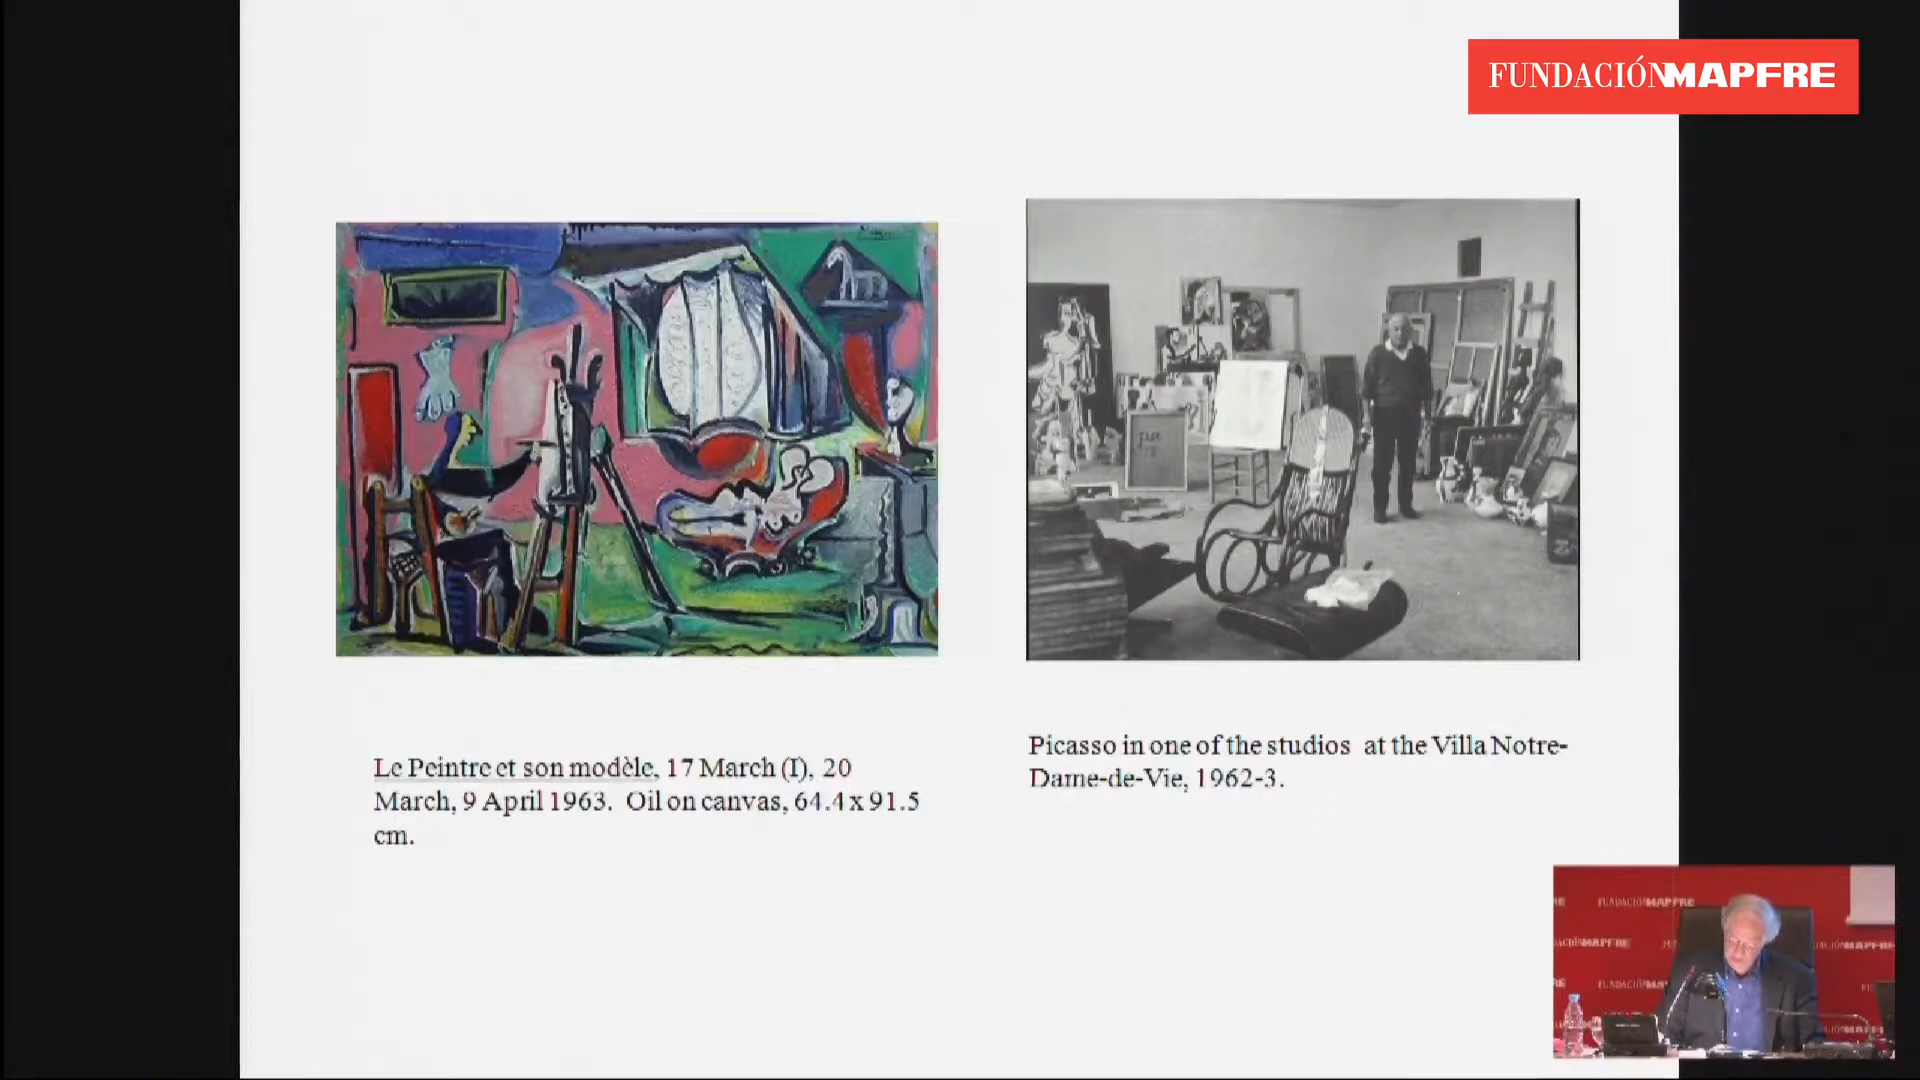 FUNDACIÓNMAPFRE
Le Peintre et son modèle, 17 March (I), 20
March, 9 April 1963. Oil on canvas, 64.4 x 91.5
cm.
Picasso in one of the studios at the Villa Notre-
Dame-de-Vie, 1962-3.
FUNDACIÓNMAPFRE